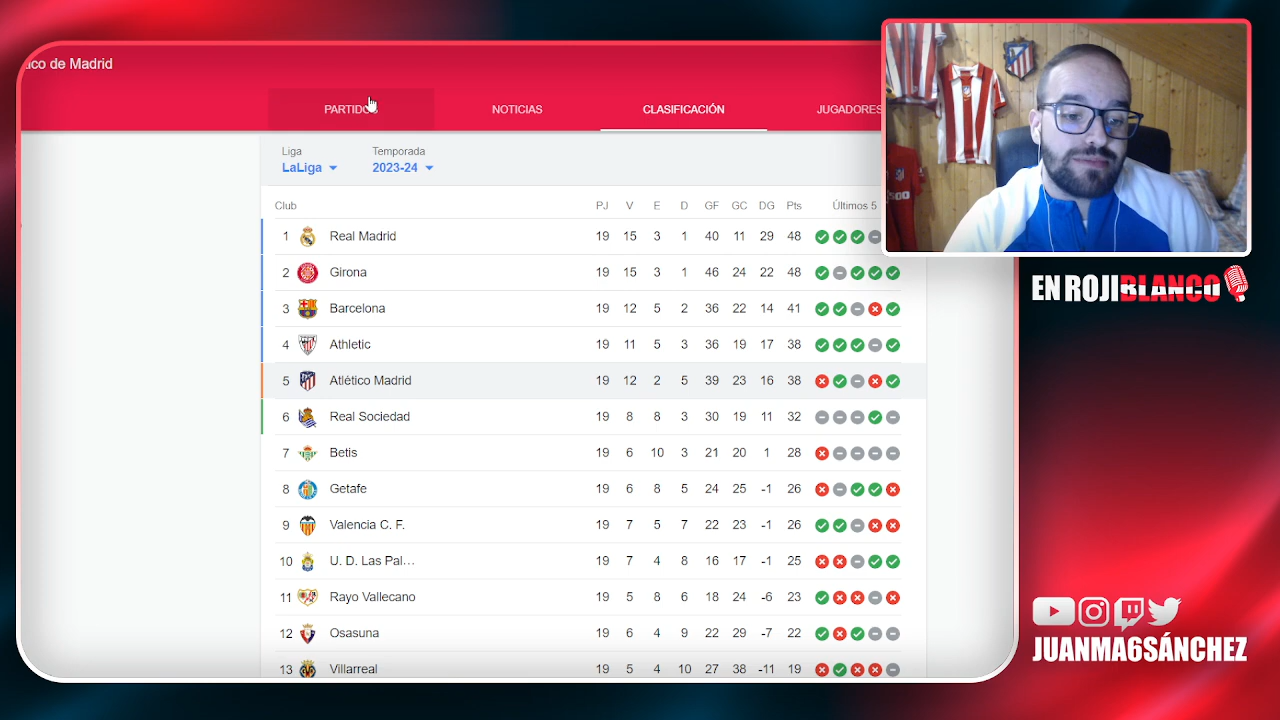 ico de Madrid
PARTIDOS NOTICIAS CLASIFICACIÓN JUGADORES
Liga Temporada
LaLiga 2023-24
Club PJ V E D GF GC DG Pts Últimos 5
1 Real Madrid 19 15 3 1 40 11 29 48
2 Girona 19 15 3 1 46 24 22 48
3 Barcelona 19 12 5 2 36 22 14 41
4 Athletic 19 11 5 3 36 19 17 38
5 Atlético Madrid 19 12 2 5 39 23 16 38
6 Real Sociedad 19 8 8 3 30 19 11 32
7 Betis 19 6 10 3 21 20 1 28
8 Getafe 19 6 8 5 24 25 -1 26
9 Valencia C. F. 19 7 5 7 22 23 -1 26
10 U. D. Las Pal... 19 7 4 8 16 17 -1 25
11 Rayo Vallecano 19 5 8 6 18 24 -6 23
12 Osasuna 19 6 4 9 22 29 -7 22
13 Villarreal 19 5 4 10 27 38 -11 19
EN ROJIBLANCO
JUANMA6SÁNCHEZ